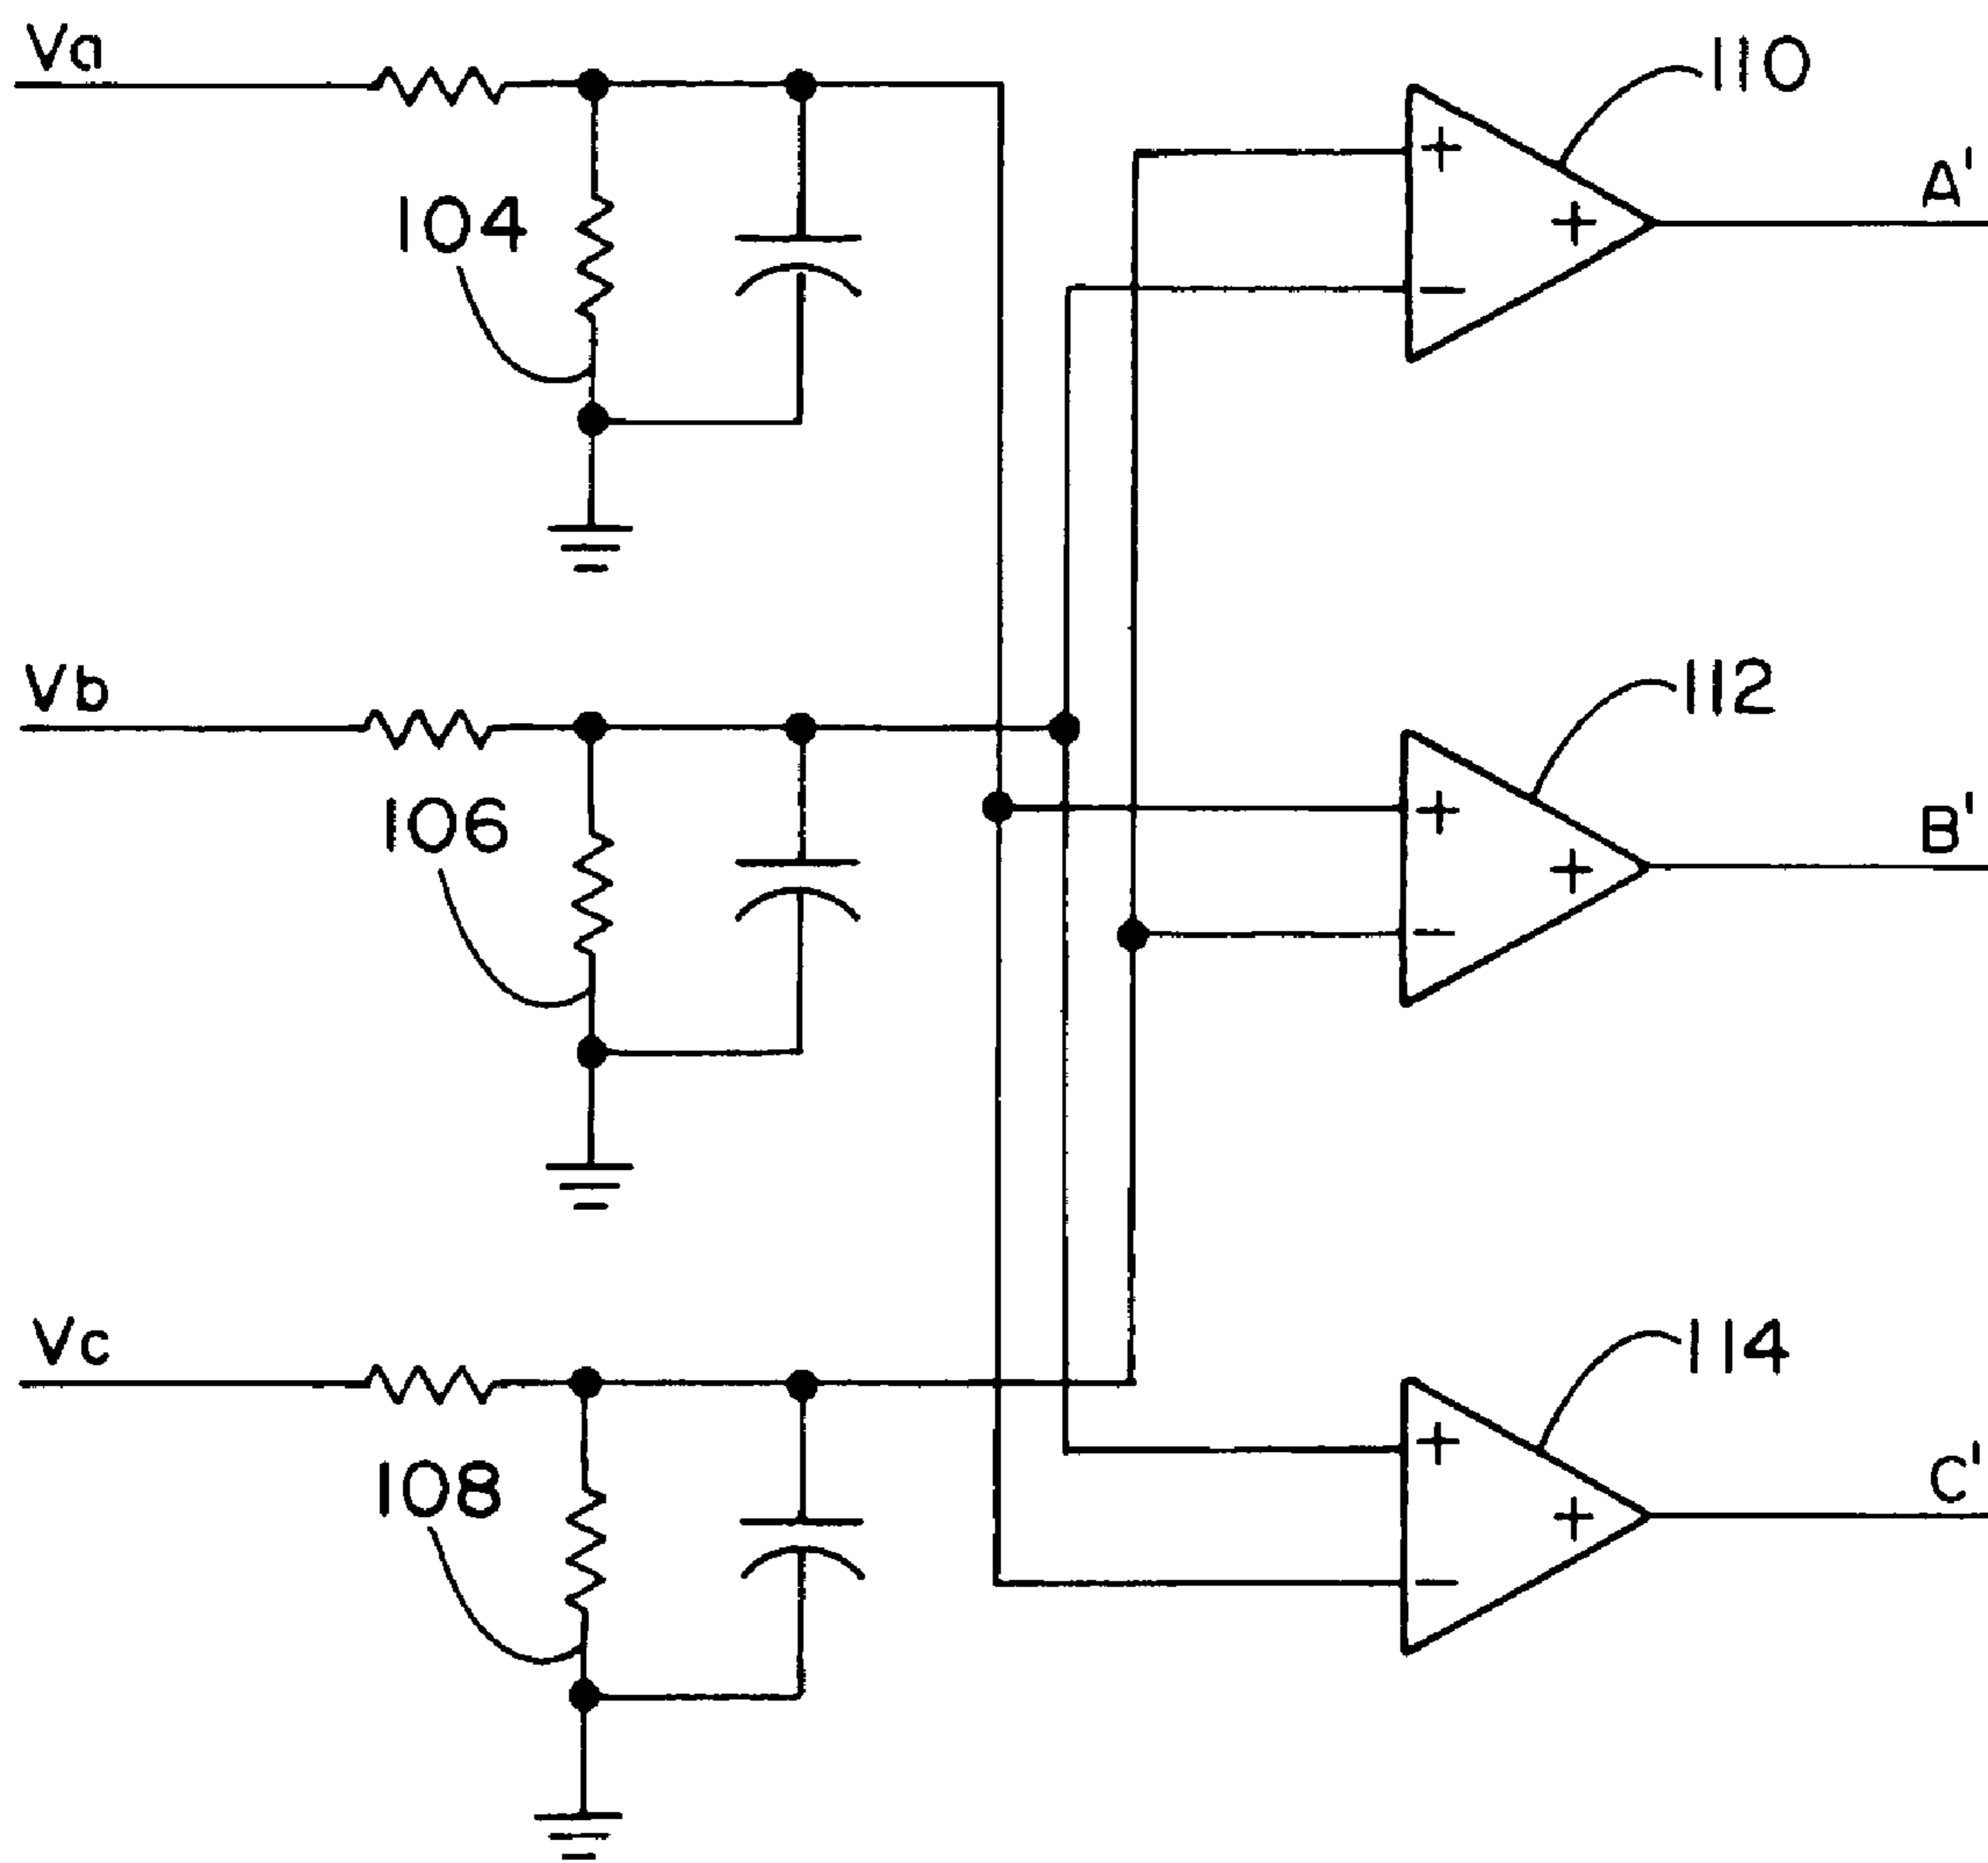 Va
110
A'
104
+
-
+
Vb
112
106
B'
+
+
-
Vc
114
108
C'
+
+
-